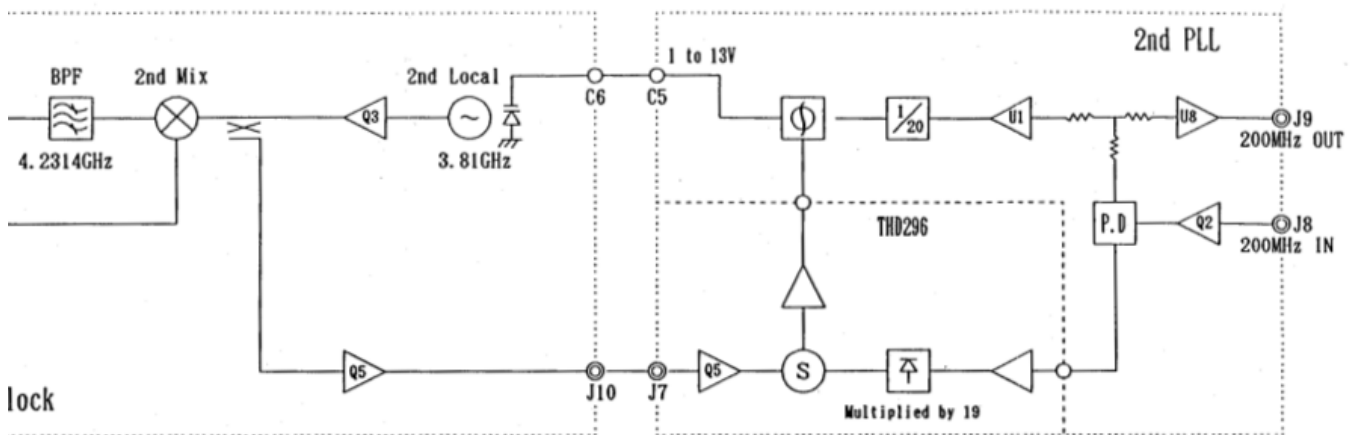 2nd PLL
1 to 13V
BPF
2nd Mix
2nd Local
C6
C5
Q3
1/20
U1
U8
J9
4.2314GHz
3.81GHz
200MHz OUT
THD296
P.D
Q2
J8
200MHz IN
Q5
J10
J7
Q5
S
lock
Multiplied by 19